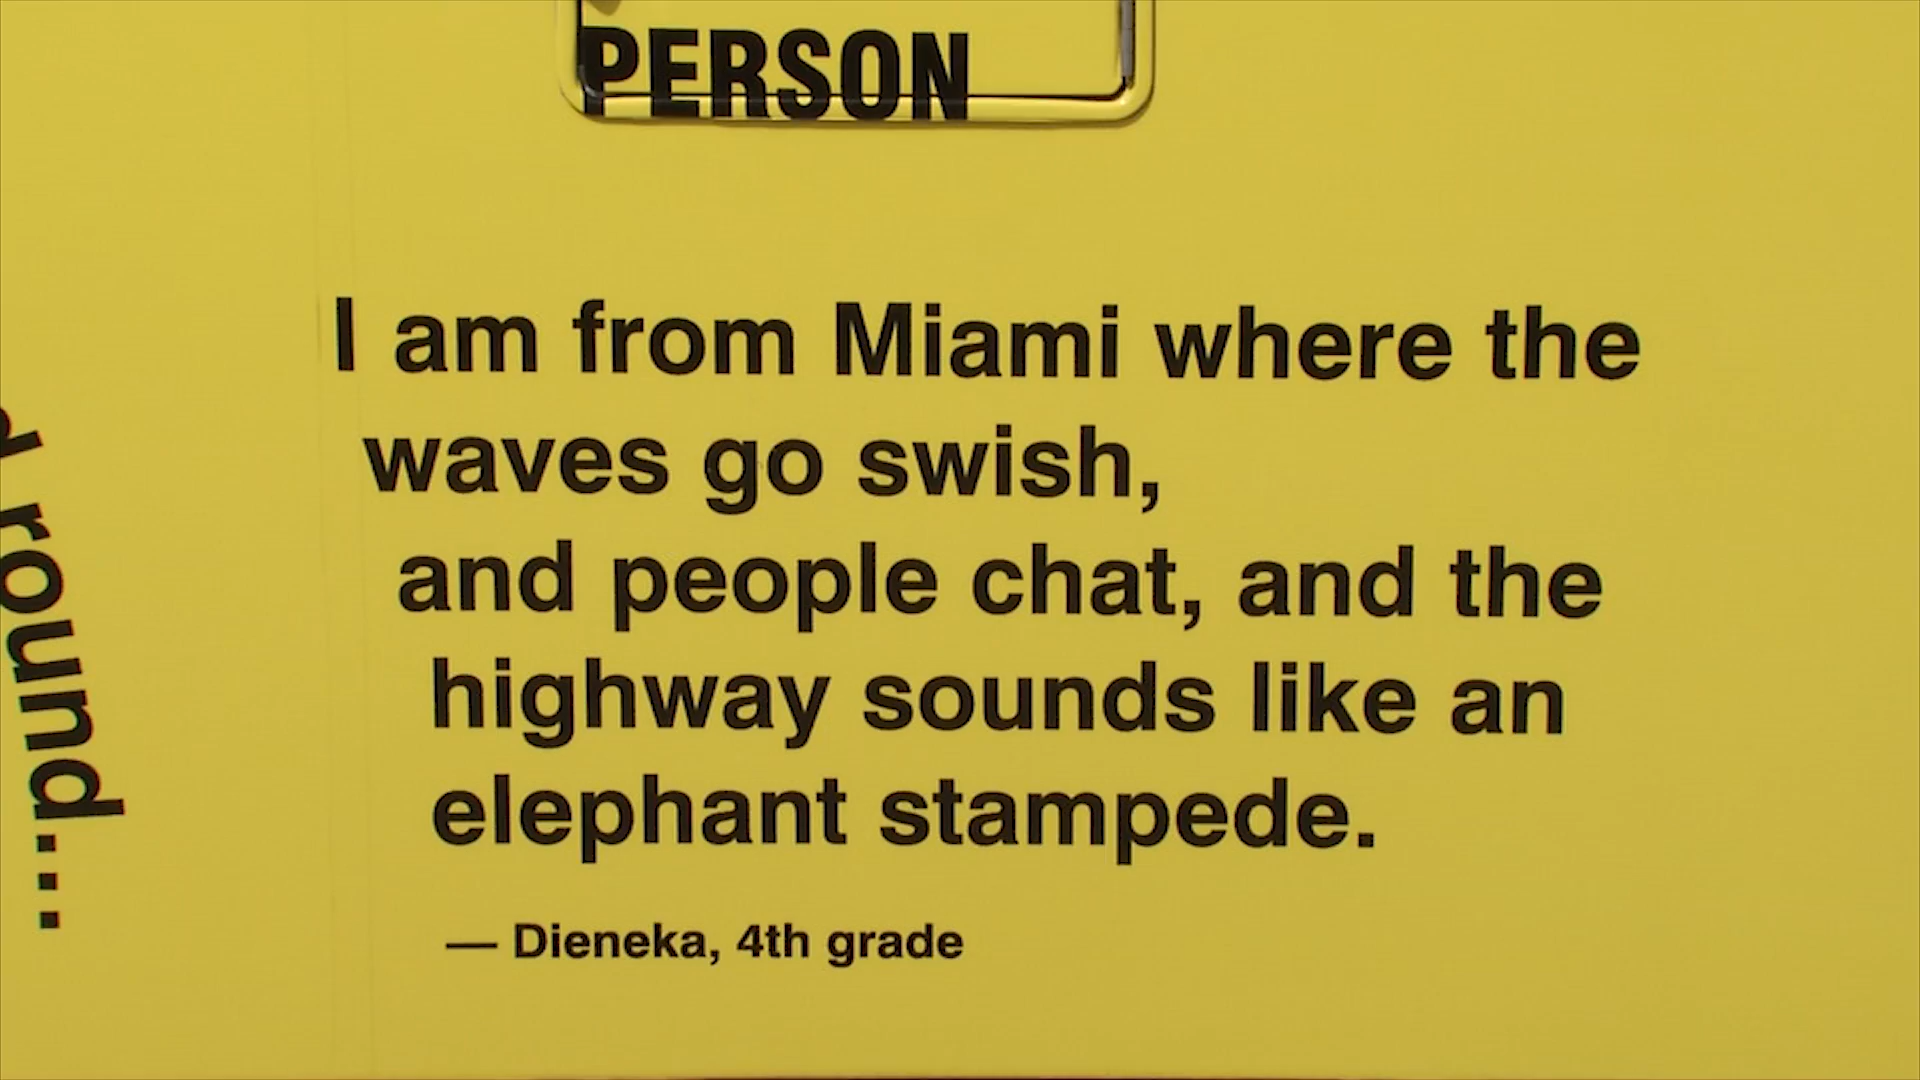 PERSON
I am from Miami where the
waves go swish,
and people chat, and the
highway sounds like an
elephant stampede.
— Dieneka, 4th grade
round...